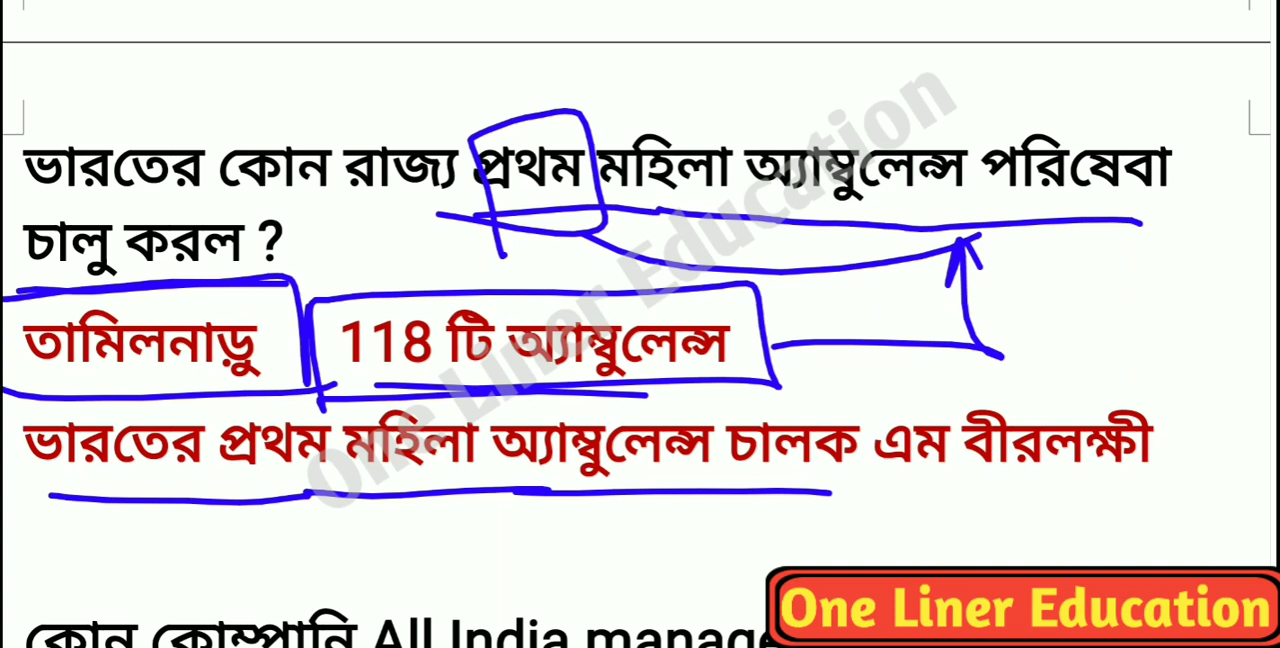 ভারতের কোন রাজ্য প্রথম মহিলা অ্যাম্বুলেন্স পরিষেবা
চালু করল ?
তামিলনাড়ু 118 টি অ্যাম্বুলেন্স
ভারতের প্রথম মহিলা অ্যাম্বুলেন্স চালক এম বীরলক্ষী
কোন কোম্পানি All India
One Liner Education
One Liner Education